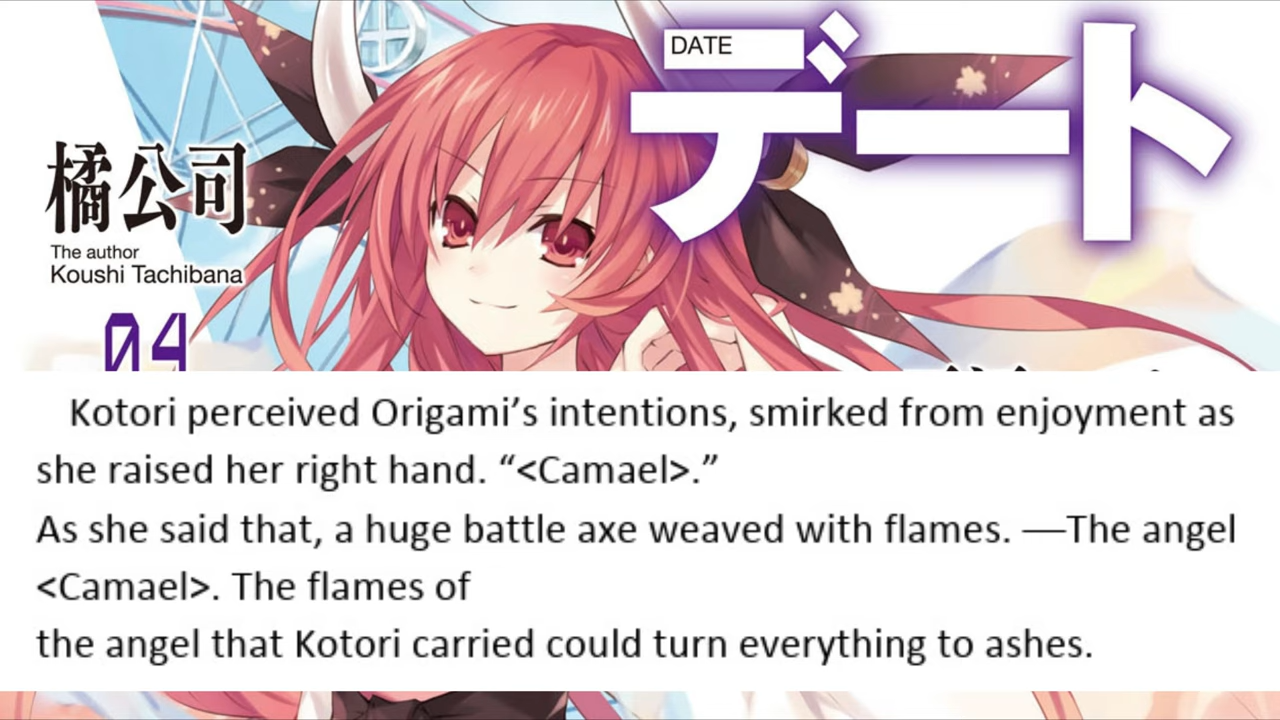 DATE
デート
橘公司
The author
Koushi Tachibana
04
Kotori perceived Origami’s intentions, smirked from enjoyment as
she raised her right hand. “<Camael>.”
As she said that, a huge battle axe weaved with flames. —The angel
<Camael>. The flames of
the angel that Kotori carried could turn everything to ashes.